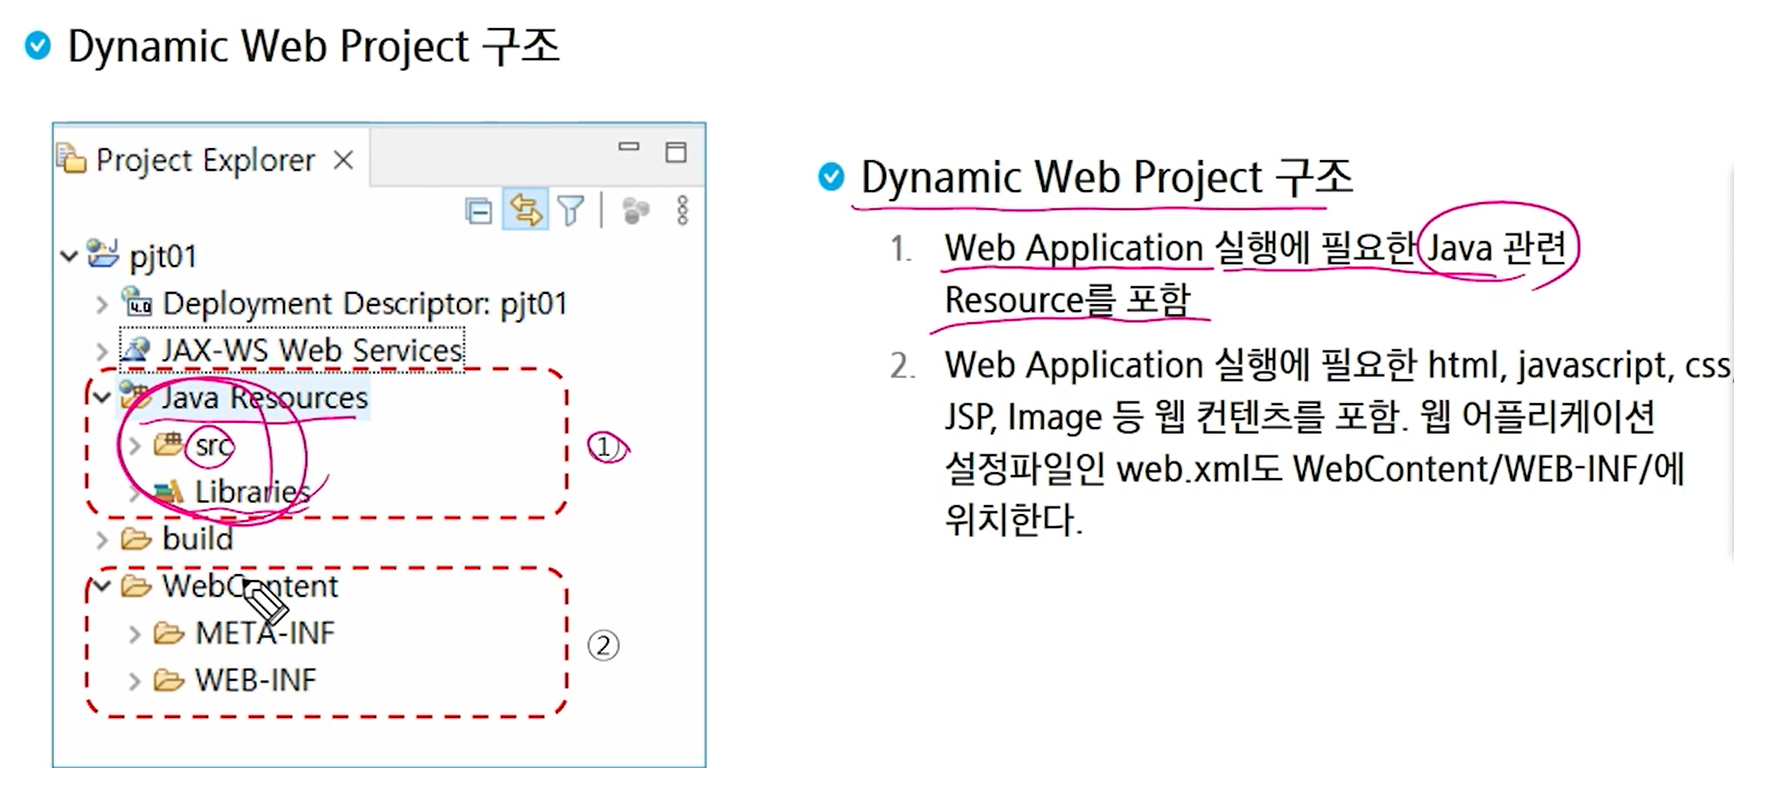 Dynamic Web Project 구조
Project Explorer
pjt01
Deployment Descriptor: pjt01
JAX-WS Web Services
Java Resources
src
Libraries
①
build
WebContent
META-INF
WEB-INF
②
Dynamic Web Project 구조
1. Web Application 실행에 필요한 Java 관련
Resource를 포함
2. Web Application 실행에 필요한 html, javascript, css,
JSP, Image 등 웹 컨텐츠를 포함. 웹 어플리케이션
설정파일인 web.xml도 WebContent/WEB-INF/에
위치한다.